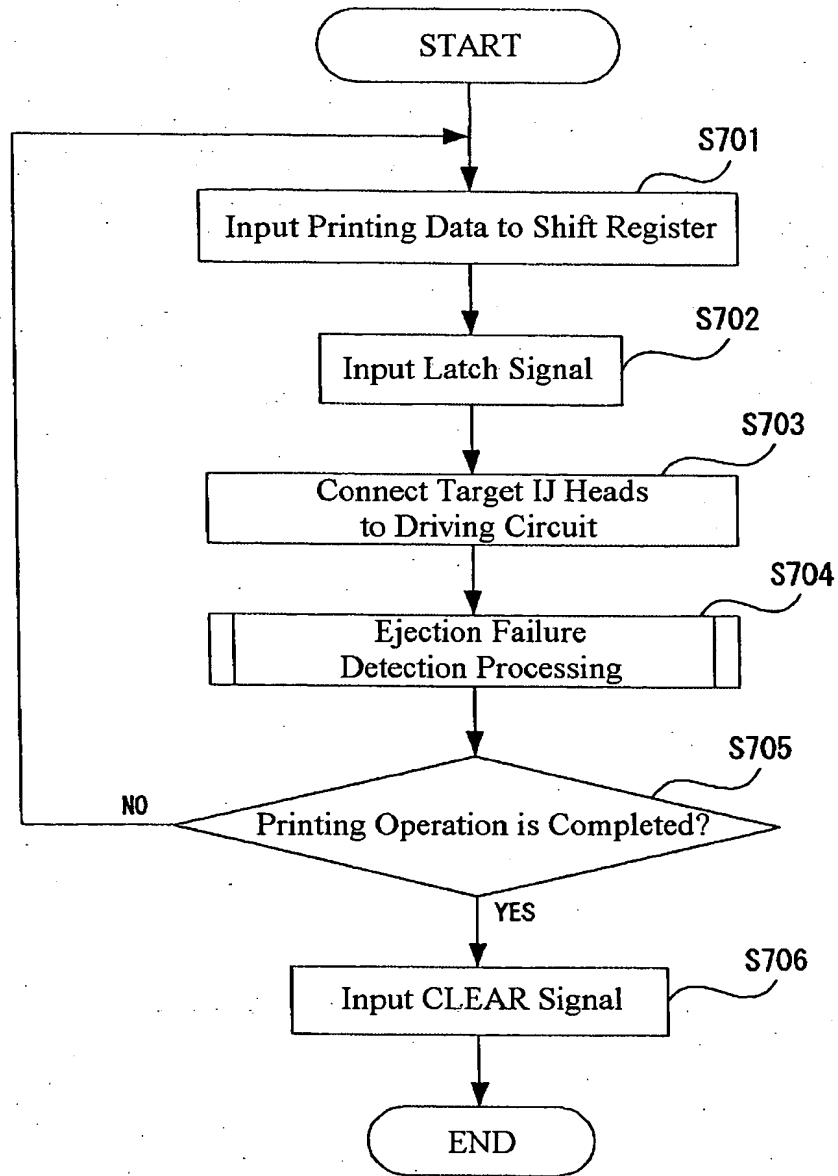 START
S701
Input Printing Data to Shift Register
S702
Input Latch Signal
S703
Connect Target IJ Heads
to Driving Circuit
S704
Ejection Failure
Detection Processing
S705
NO
Printing Operation is Completed?
YES
S706
Input CLEAR Signal
END